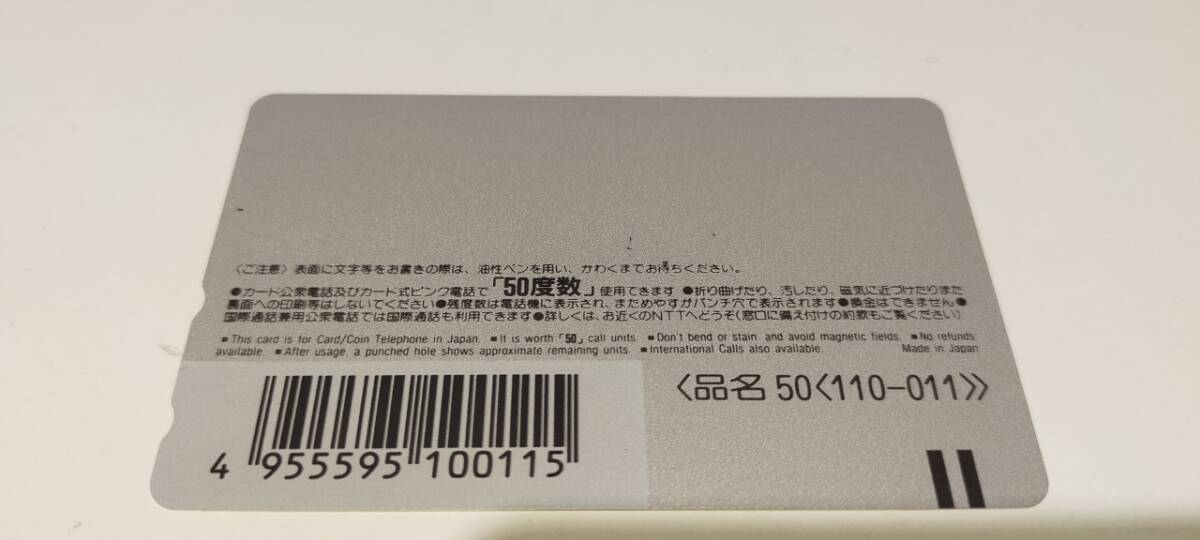 〈ご注意〉表面に文字等をお書きの際は、油性ペンを用い、かわくまでお待ちください。
●カード公衆電話及びカード式ピンク電話で「50度数」使用できます●折り曲げたり、汚したり、磁気に近づけたりまた
裏面への印刷等はしないでください●残度数は電話機に表示され、まためやすがパンチ穴で表示されます●換金はできません●
国際通話兼用公衆電話では国際通話も利用できます●詳しくは、お近くのNTTへどうぞ(窓口に備え付けの約款もご覧ください)
■This card is for Card/Coin Telephone in Japan. ■It is worth「50」call units. ■Don't bend or stain. and avoid magnetic fields. ■No refunds
available. ■After usage, a punched hole shows approximate remaining units. ■International Calls also available. Made in Japan
〈品名 50〈110-011〉〉
4 955595 100115